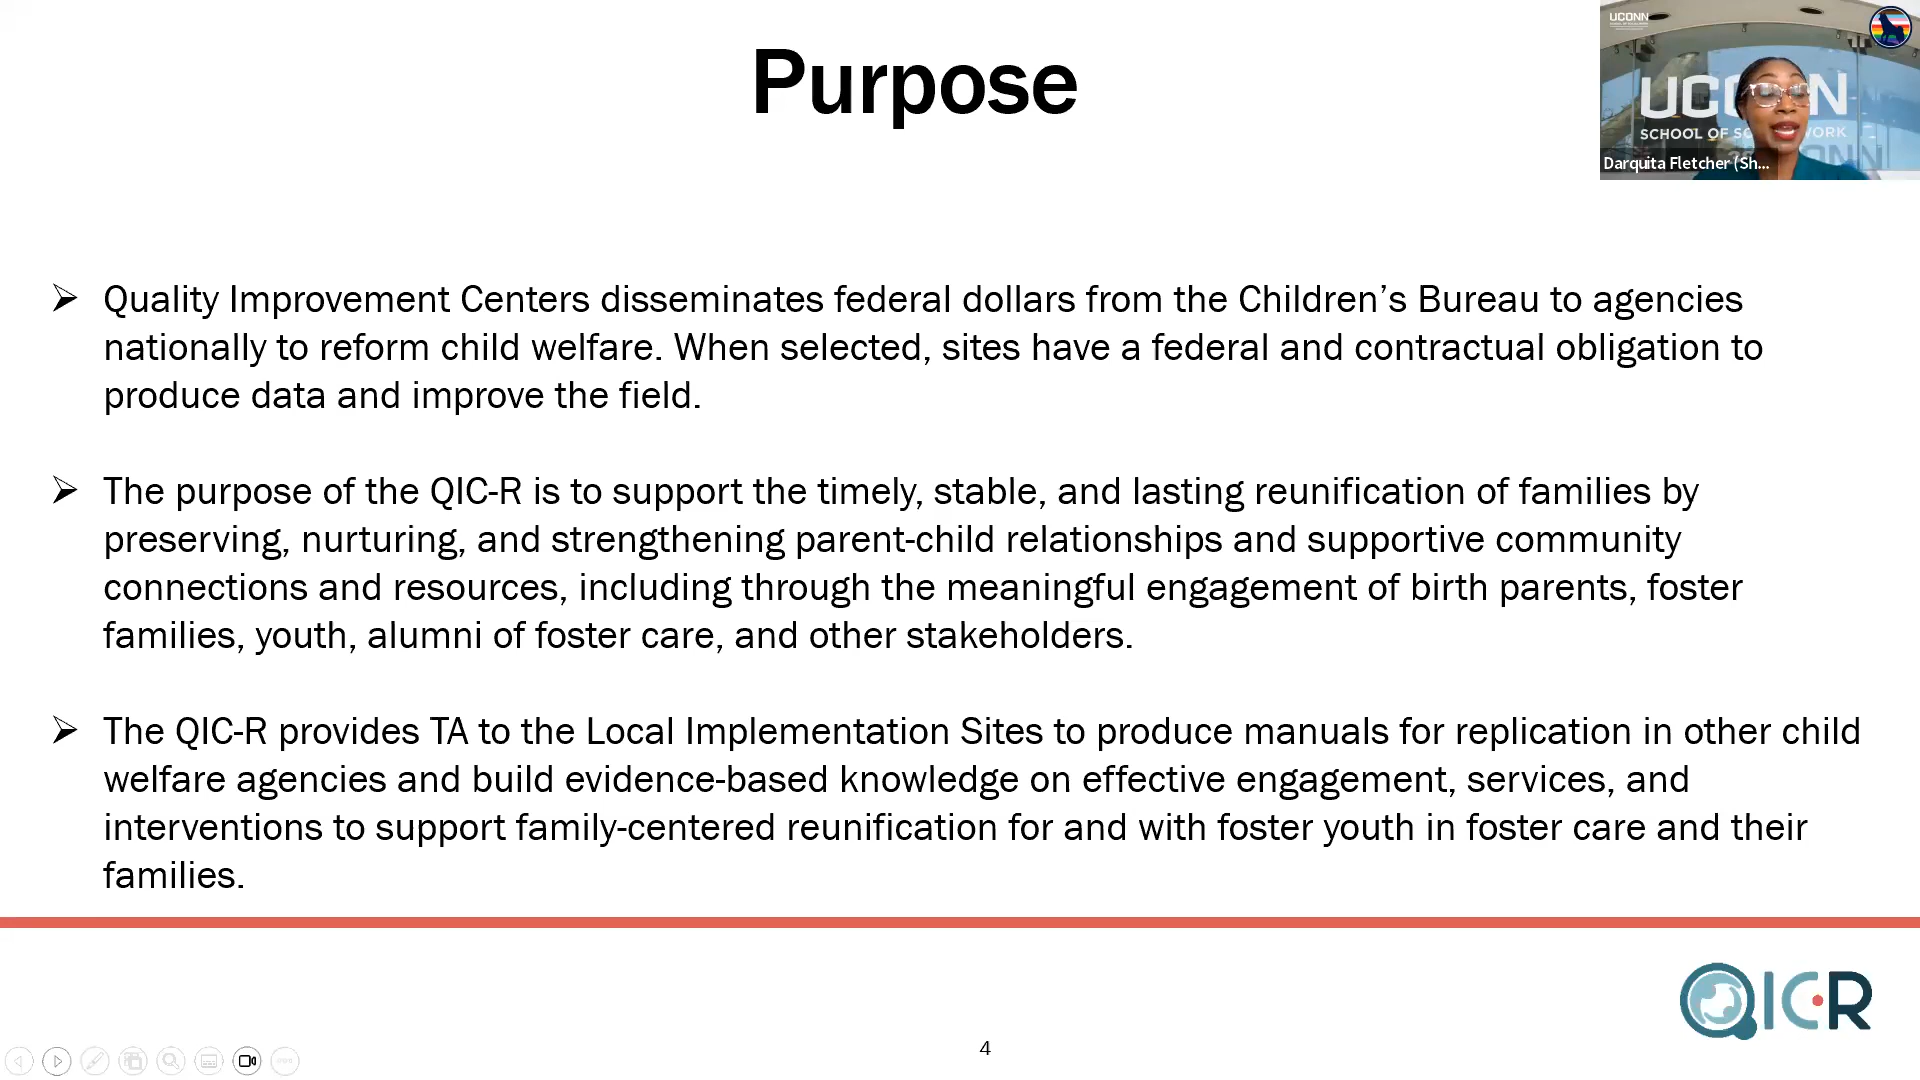 Purpose
UCONN
UCONN
SCHOOL OF SO WORK
Darquita Fletcher (Sh...
➢ Quality Improvement Centers disseminates federal dollars from the Children’s Bureau to agencies
nationally to reform child welfare. When selected, sites have a federal and contractual obligation to
produce data and improve the field.
➢ The purpose of the QIC-R is to support the timely, stable, and lasting reunification of families by
preserving, nurturing, and strengthening parent-child relationships and supportive community
connections and resources, including through the meaningful engagement of birth parents, foster
families, youth, alumni of foster care, and other stakeholders.
➢ The QIC-R provides TA to the Local Implementation Sites to produce manuals for replication in other child
welfare agencies and build evidence-based knowledge on effective engagement, services, and
interventions to support family-centered reunification for and with foster youth in foster care and their
families.
QIC-R
4